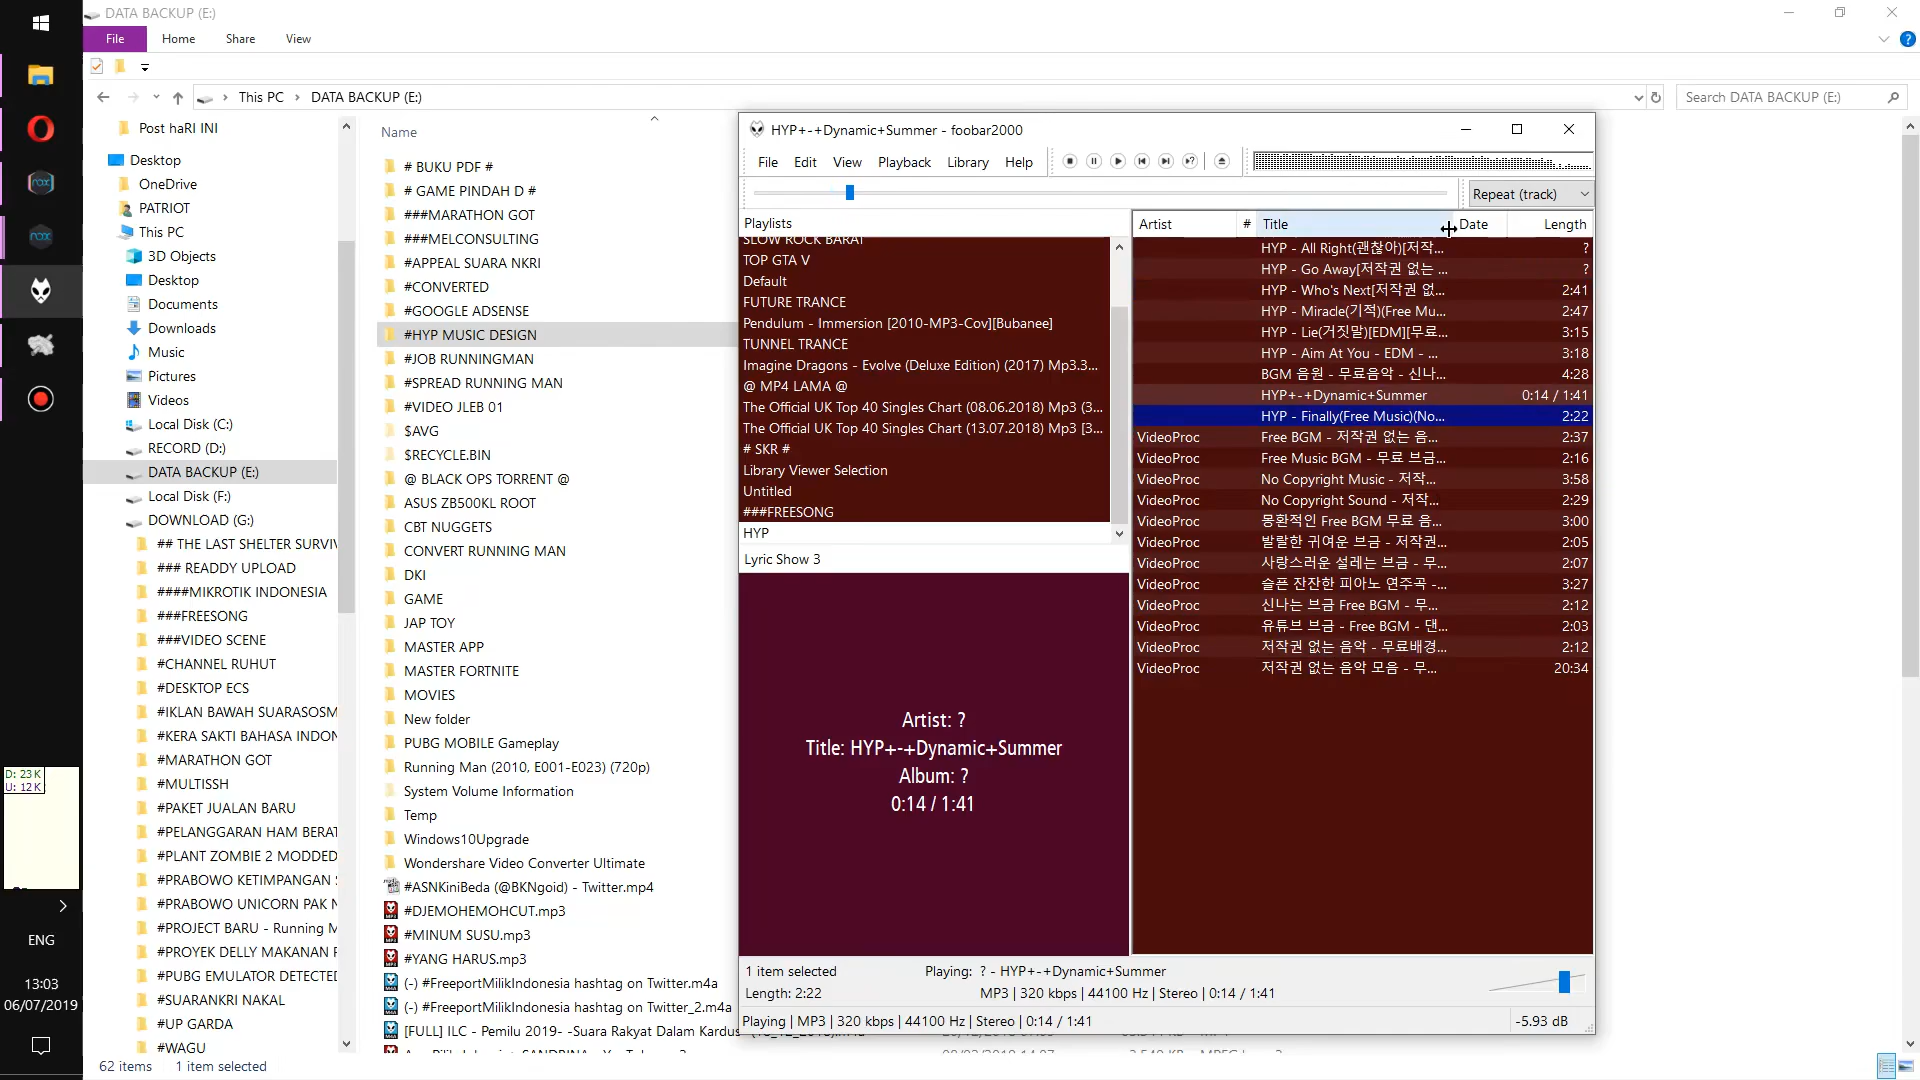 DATA BACKUP (E:)
File
Home
Share
View
This PC
DATA BACKUP (E:)
Search DATA BACKUP (E:)
Post haRI INI
Desktop
OneDrive
PATRIOT
This PC
3D Objects
Desktop
Documents
Downloads
Music
Pictures
Videos
Local Disk (C:)
RECORD (D:)
DATA BACKUP (E:)
Local Disk (F:)
DOWNLOAD (G:)
## THE LAST SHELTER SURVIV
### READDY UPLOAD
####MIKROTIK INDONESIA
###FREESONG
###VIDEO SCENE
#CHANNEL RUHUT
#DESKTOP ECS
#IKLAN BAWAH SUARASOSM
#KERA SAKTI BAHASA INDON
#MARATHON GOT
#MULTISSH
#PAKET JUALAN BARU
#PELANGGARAN HAM BERAT
#PLANT ZOMBIE 2 MODDED
#PRABOWO KETIMPANGAN
#PRABOWO UNICORN PAK N
#PROJECT BARU - Running M
#PROYEK DELLY MAKANAN
#PUBG EMULATOR DETECTED
#SUARANKRI NAKAL
#UP GARDA
#WAGU
Name
# BUKU PDF #
# GAME PINDAH D #
###MARATHON GOT
###MELCONSULTING
#APPEAL SUARA NKRI
#CONVERTED
#GOOGLE ADSENSE
#HYP MUSIC DESIGN
#JOB RUNNINGMAN
#SPREAD RUNNING MAN
#VIDEO JLEB 01
$AVG
$RECYCLE.BIN
@ BLACK OPS TORRENT @
ASUS ZB500KL ROOT
CBT NUGGETS
CONVERT RUNNING MAN
DKI
GAME
JAP TOY
MASTER APP
MASTER FORTNITE
MOVIES
New folder
PUBG MOBILE Gameplay
Running Man (2010, E001-E023) (720p)
System Volume Information
Temp
Windows10Upgrade
Wondershare Video Converter Ultimate
#ASNKiniBeda (@BKNgoid) - Twitter.mp4
#DJEMOHEMOHCUT.mp3
#MINUM SUSU.mp3
#YANG HARUS.mp3
(-) #FreeportMilikIndonesia hashtag on Twitter.m4a
(-) #FreeportMilikIndonesia hashtag on Twitter_2.m4a
[FULL] ILC - Pemilu 2019- -Suara Rakyat Dalam Kardus
62 items
1 item selected
HYP+-+Dynamic+Summer - foobar2000
File
Edit
View
Playback
Library
Help
Repeat (track)
Playlists
SLOW ROCK BARAT
TOP GTA V
Default
FUTURE TRANCE
Pendulum - Immersion [2010-MP3-Cov][Bubanee]
TUNNEL TRANCE
Imagine Dragons - Evolve (Deluxe Edition) (2017) Mp3.3...
@ MP4 LAMA @
The Official UK Top 40 Singles Chart (08.06.2018) Mp3 (3...
The Official UK Top 40 Singles Chart (13.07.2018) Mp3 [3...
# SKR #
Library Viewer Selection
Untitled
###FREESONG
HYP
Lyric Show 3
Artist: ?
Title: HYP+-+Dynamic+Summer
Album: ?
0:14 / 1:41
Artist # Title Date Length
HYP - All Right(괜찮아)[저작... ?
HYP - Go Away[저작권 없는 ... ?
HYP - Who's Next[저작권 없... 2:41
HYP - Miracle(기적)(Free Mu... 2:47
HYP - Lie(거짓말)[EDM][무료... 3:15
HYP - Aim At You - EDM - ... 3:18
BGM 음원 - 무료음악 - 신나... 4:28
HYP+-+Dynamic+Summer 0:14 / 1:41
HYP - Finally(Free Music)(No... 2:22
VideoProc Free BGM - 저작권 없는 음... 2:37
VideoProc Free Music BGM - 무료 브금... 2:16
VideoProc No Copyright Music - 저작... 3:58
VideoProc No Copyright Sound - 저작... 2:29
VideoProc 몽환적인 Free BGM 무료 음... 3:00
VideoProc 발랄한 귀여운 브금 - 저작권... 2:05
VideoProc 사랑스러운 설레는 브금 - 무... 2:07
VideoProc 슬픈 잔잔한 피아노 연주곡 -... 3:27
VideoProc 신나는 브금 Free BGM - 무... 2:12
VideoProc 유튜브 브금 - Free BGM - 댄... 2:03
VideoProc 저작권 없는 음악 - 무료배경... 2:12
VideoProc 저작권 없는 음악 모음 - 무... 20:34
1 item selected
Length: 2:22
Playing: ? - HYP+-+Dynamic+Summer
MP3 | 320 kbps | 44100 Hz | Stereo | 0:14 / 1:41
Playing | MP3 | 320 kbps | 44100 Hz | Stereo | 0:14 / 1:41
-5.93 dB
nox
nox
D: 23 K
U: 12 K
ENG
13:03
06/07/2019